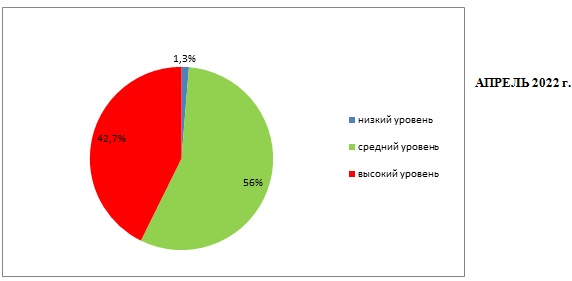 1,3%
АПРЕЛЬ 2022 г.
низкий уровень
42,7%
средний уровень
высокий уровень
56%